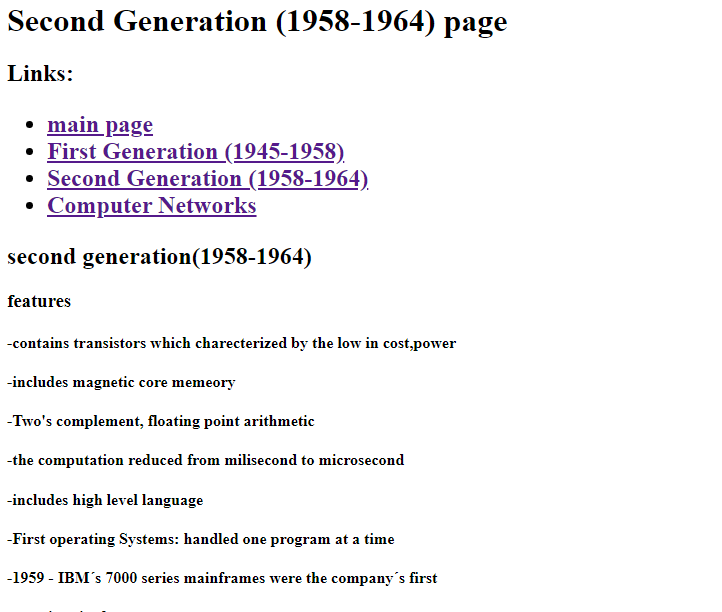 Second Generation (1958-1964) page
Links:
main page
First Generation (1945-1958)
Second Generation (1958-1964)
Computer Networks
second generation(1958-1964)
features
-contains transistors which charecterized by the low in cost,power
-includes magnetic core memeory
-Two's complement, floating point arithmetic
-the computation reduced from milisecond to microsecond
-includes high level language
-First operating Systems: handled one program at a time
-1959 - IBM´s 7000 series mainframes were the company´s first